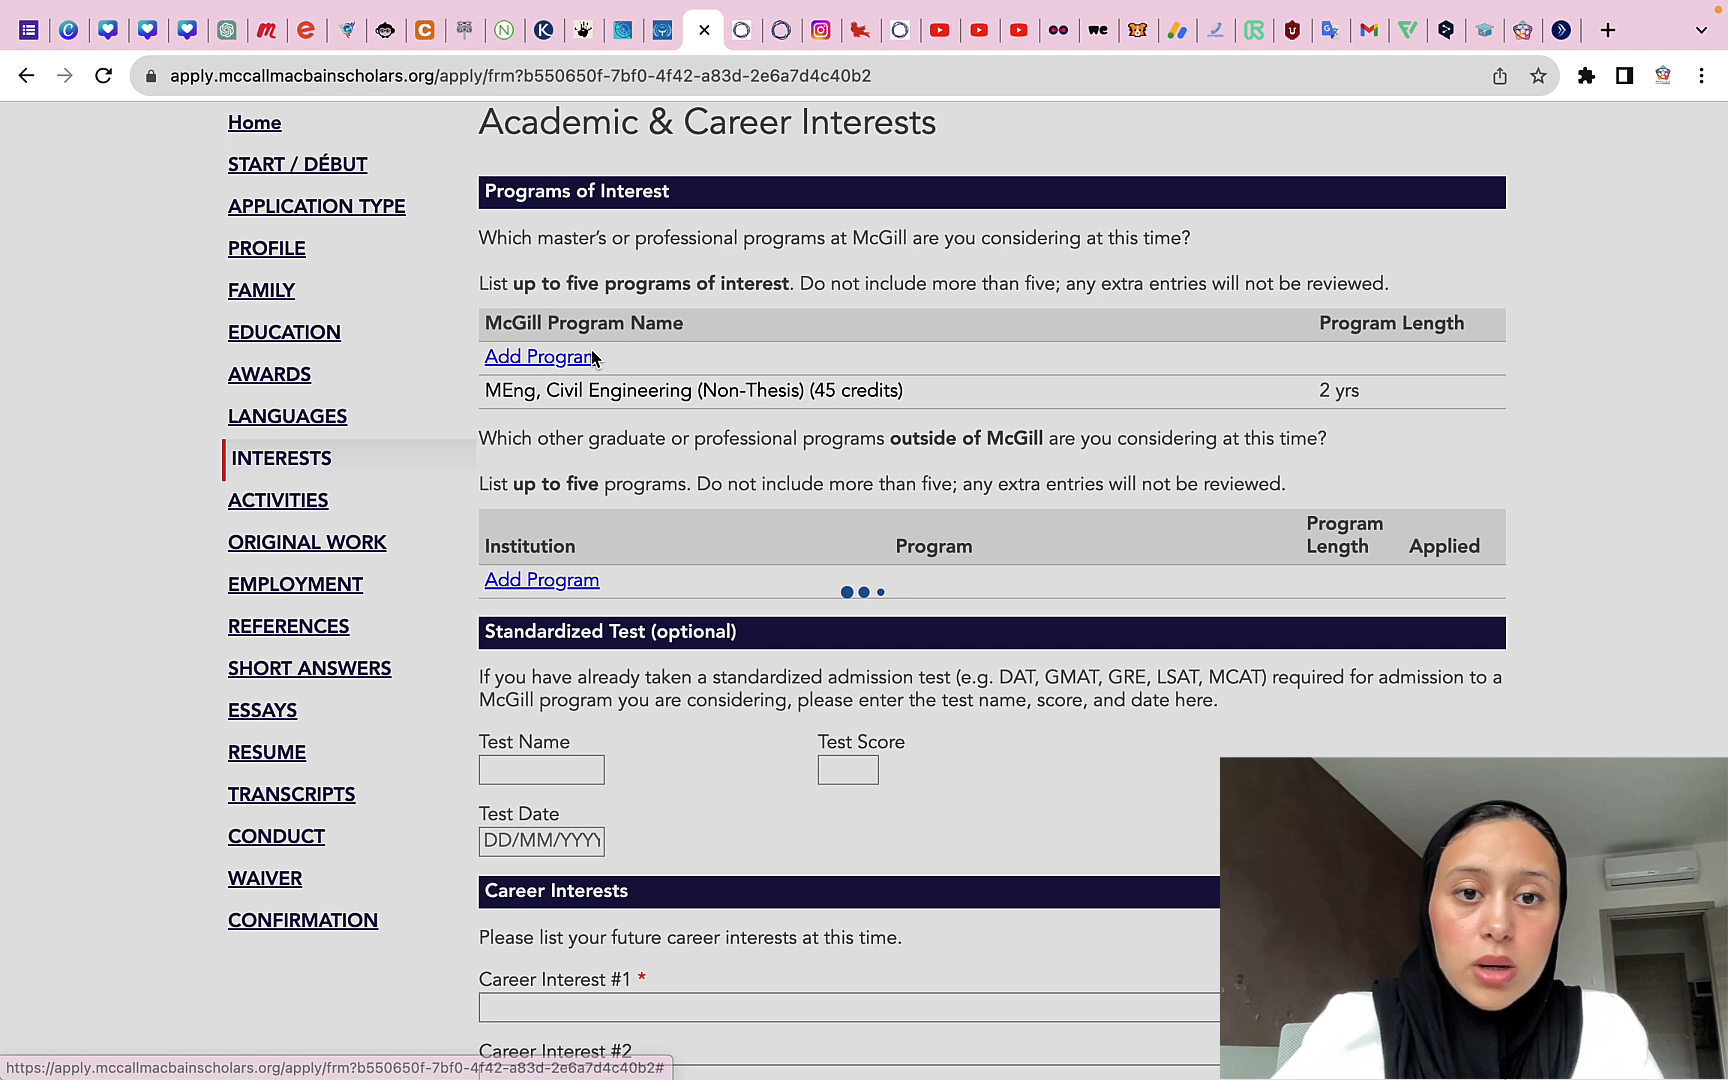 apply.mccallmacbainscholars.org/apply/frm?b550650f-7bf0-4f42-a83d-2e6a7d4c40b2
Home
START / DÉBUT
APPLICATION TYPE
PROFILE
FAMILY
EDUCATION
AWARDS
LANGUAGES
INTERESTS
ACTIVITIES
ORIGINAL WORK
EMPLOYMENT
REFERENCES
SHORT ANSWERS
ESSAYS
RESUME
TRANSCRIPTS
CONDUCT
WAIVER
CONFIRMATION
Academic & Career Interests
Programs of Interest
Which master's or professional programs at McGill are you considering at this time?
List up to five programs of interest. Do not include more than five; any extra entries will not be reviewed.
McGill Program Name Program Length
Add Program
MEng, Civil Engineering (Non-Thesis) (45 credits) 2 yrs
Which other graduate or professional programs outside of McGill are you considering at this time?
List up to five programs. Do not include more than five; any extra entries will not be reviewed.
Institution Program Program Length Applied
Add Program
Standardized Test (optional)
If you have already taken a standardized admission test (e.g. DAT, GMAT, GRE, LSAT, MCAT) required for admission to a
McGill program you are considering, please enter the test name, score, and date here.
Test Name Test Score
Test Date
DD/MM/YYYY
Career Interests
Please list your future career interests at this time.
Career Interest #1 *
Career Interest #2
https://apply.mccallmacbainscholars.org/apply/frm?b550650f-7bf0-4f42-a83d-2e6a7d4c40b2#